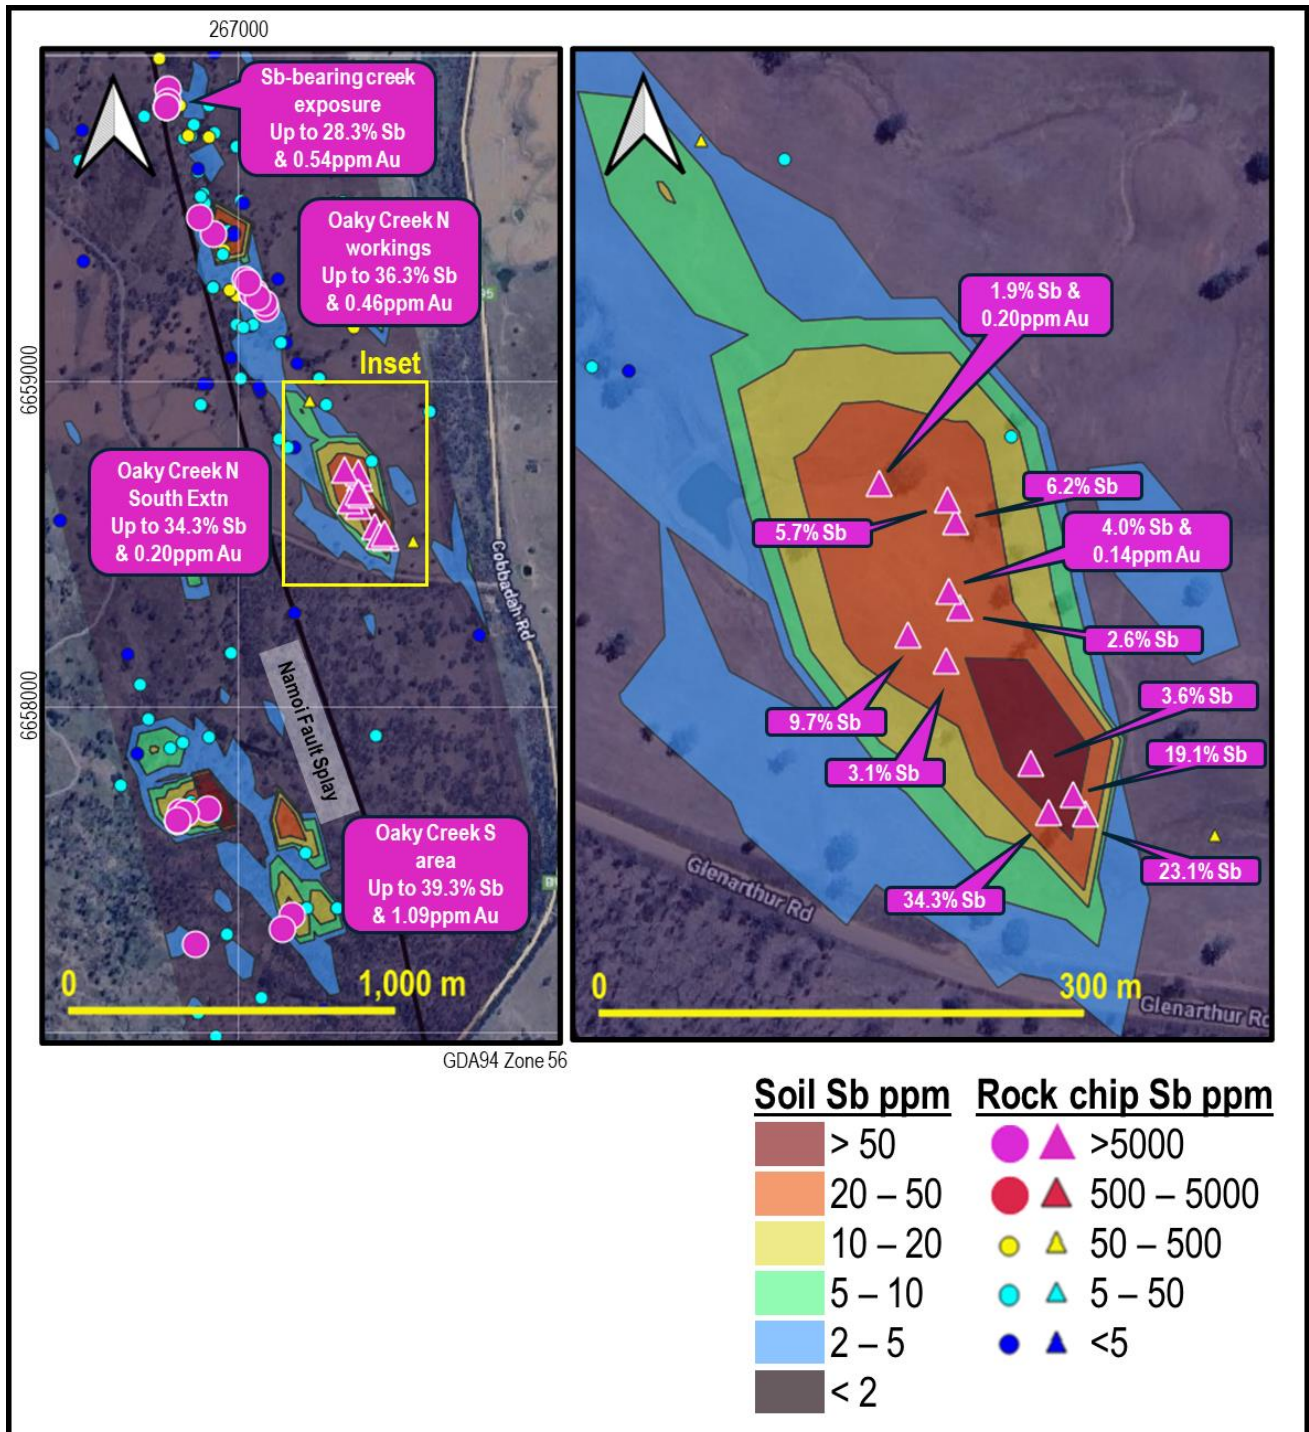 267000
Sb-bearing creek
exposure
Up to 28.3% Sb
& 0.54ppm Au
Oaky Creek N
workings
Up to 36.3% Sb
& 0.46ppm Au
6659000
Inset
Oaky Creek N
South Extn
Up to 34.3% Sb
& 0.20ppm Au
Cobbadah Rd
6658000
Namoi Fault Splay
Oaky Creek S
area
Up to 39.3% Sb
& 1.09ppm Au
0 1,000 m
GDA94 Zone 56
1.9% Sb &
0.20ppm Au
6.2% Sb
5.7% Sb
4.0% Sb &
0.14ppm Au
2.6% Sb
9.7% Sb
3.6% Sb
19.1% Sb
3.1% Sb
23.1% Sb
34.3% Sb
Glenarthur Rd
0 300 m
Glenarthur Rd
Soil Sb ppm
> 50
20 – 50
10 – 20
5 – 10
2 – 5
< 2
Rock chip Sb ppm
>5000
500 – 5000
50 – 500
5 – 50
<5